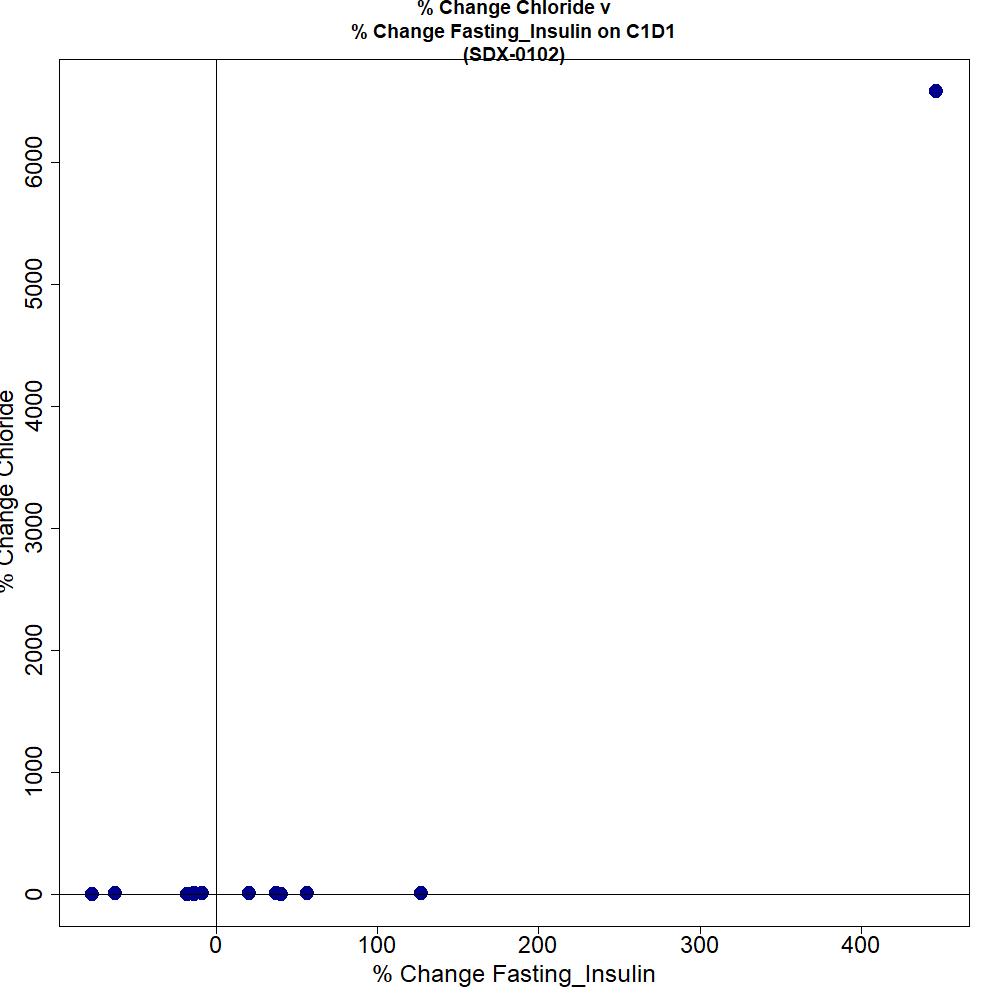 % Change Chloride v
% Change Fasting_Insulin on C1D1
(SDX-0102)
% Change Chloride
6000
5000
4000
3000
2000
1000
0
0 100 200 300 400
% Change Fasting_Insulin